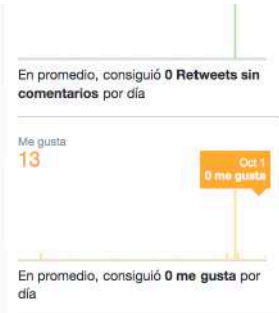 En promedio, consiguió 0 Retweets sin
comentarios por día
Me gusta
13
Oct 1
0 me gusta
En promedio, consiguió 0 me gusta por
día